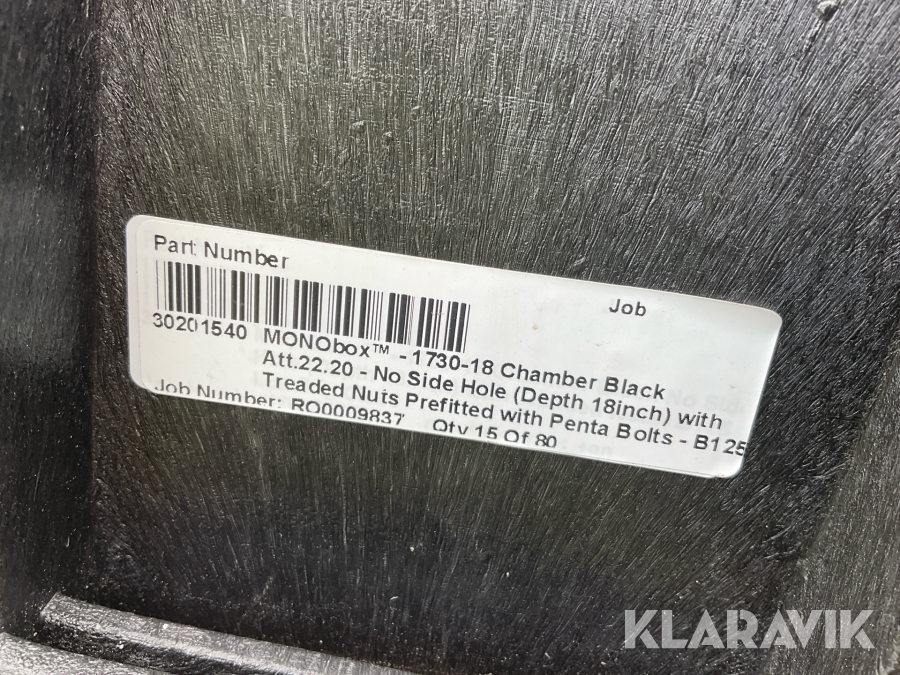 Part Number
Job
30201540 MONObox™ - 1730-18 Chamber Black
Att.22.20 - No Side Hole (Depth 18inch) with
Treaded Nuts Prefitted with Penta Bolts - B125
Job Number: RO0009837 Qty 15 Of 80
KLARAVIK